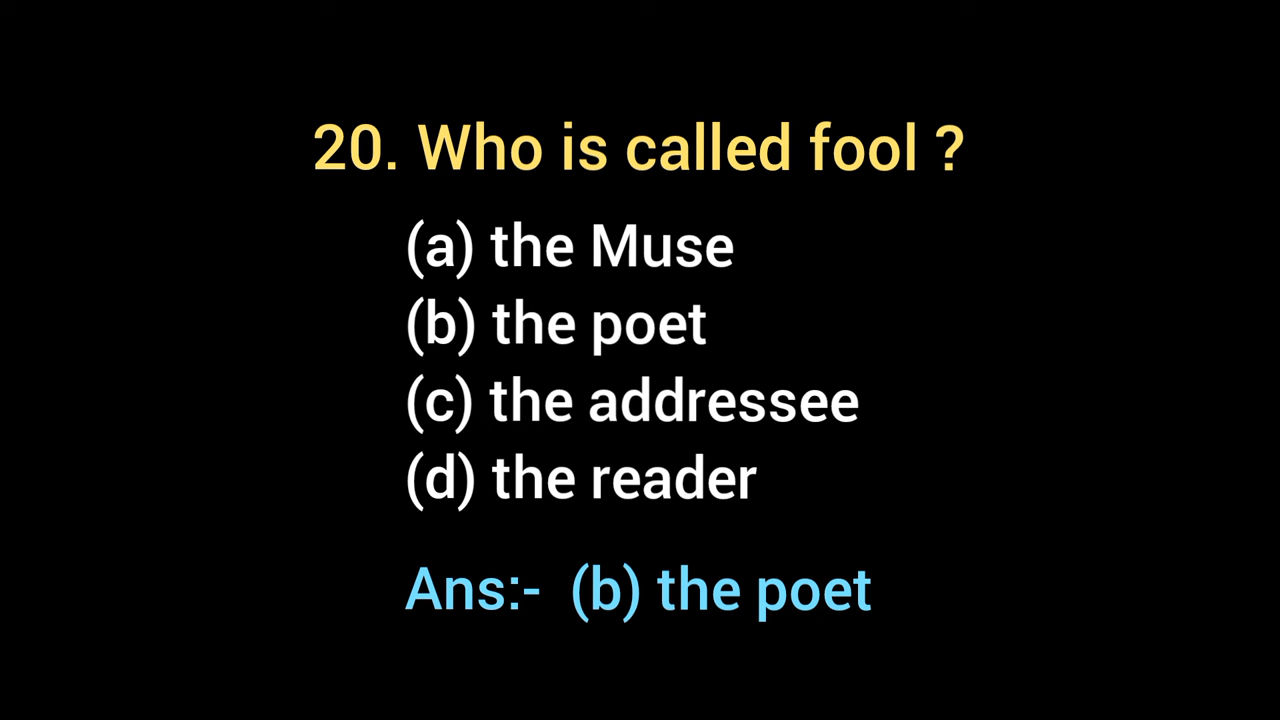 20. Who is called fool ?
(a) the Muse
(b) the poet
(c) the addressee
(d) the reader
Ans:- (b) the poet